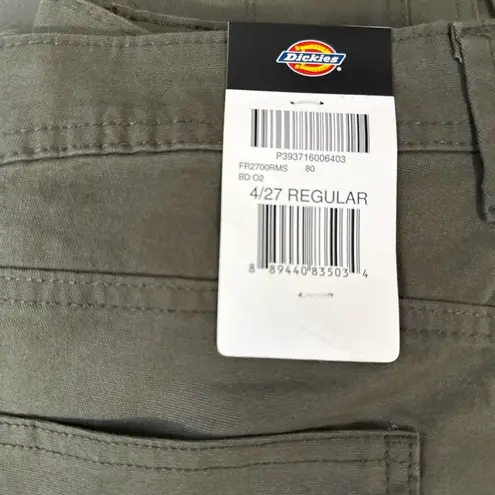 Dickies
P393716006403
FR2700RMS 80
BD O2
4/27 REGULAR
8 89440 83503 4